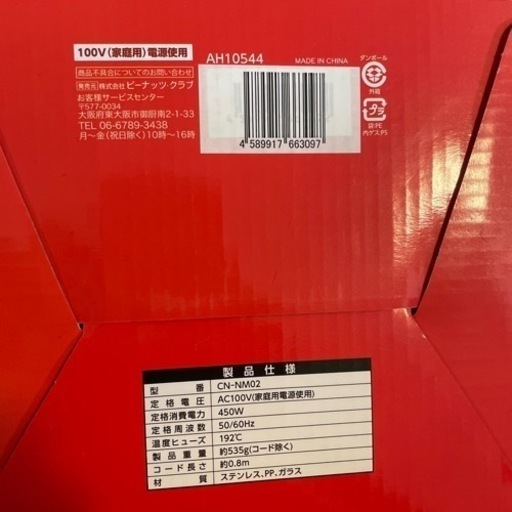 100V(家庭用)電源使用
商品不具合についてのお問い合わせ
発売元 株式会社 ピーナッツ・クラブ
お客様サービスセンター
〒577-0034
大阪府東大阪市御厨南2-1-33
TEL 06-6789-3438
月〜金(祝日除く)10時〜16時
AH10544
MADE IN CHINA
4 589917 663097
ダンボール
外箱
プラ
袋:PE
内ゲス:PS
製品仕様
型番 CN-NM02
定格電圧 AC100V(家庭用電源使用)
定格消費電力 450W
定格周波数 50/60Hz
温度ヒューズ 192℃
製品重量 約535g(コード除く)
コード長さ 約0.8m
材質 ステンレス、PP、ガラス